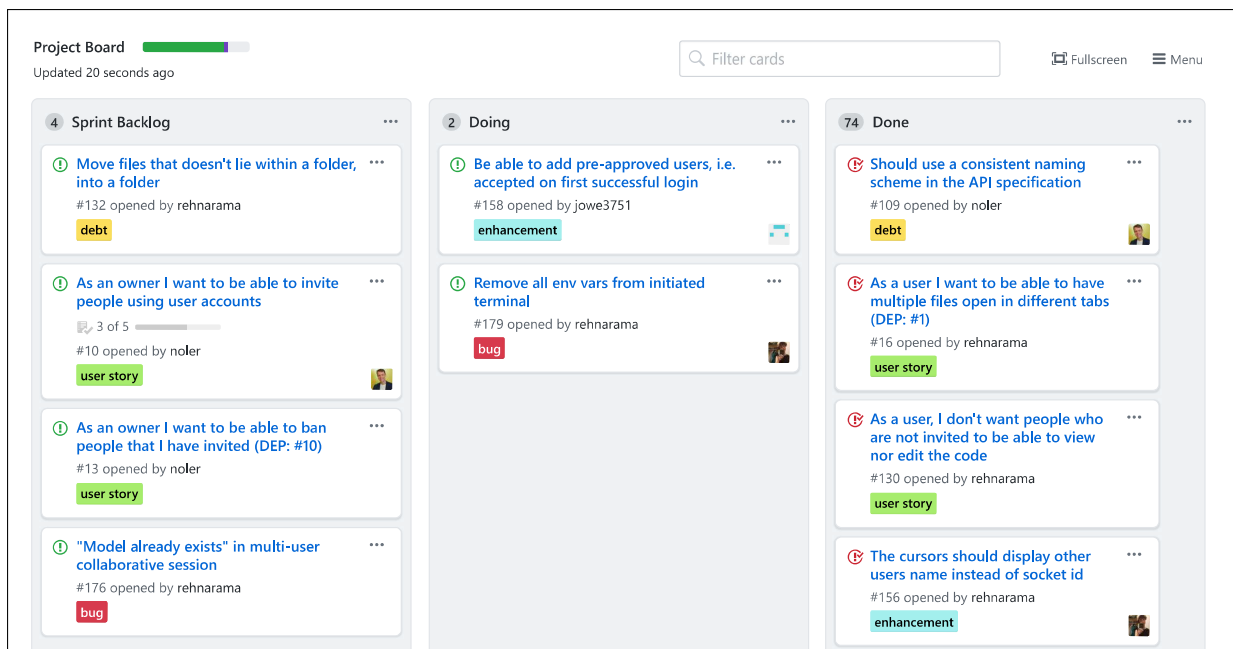 Project Board
Updated 20 seconds ago
Filter cards
Fullscreen
Menu
4 Sprint Backlog
Move files that doesn't lie within a folder,
into a folder
#132 opened by rehnarama
debt
As an owner I want to be able to invite
people using user accounts
3 of 5
#10 opened by noler
user story
As an owner I want to be able to ban
people that I have invited (DEP: #10)
#13 opened by noler
user story
"Model already exists" in multi-user
collaborative session
#176 opened by rehnarama
bug
2 Doing
Be able to add pre-approved users, i.e.
accepted on first successful login
#158 opened by jowe3751
enhancement
Remove all env vars from initiated
terminal
#179 opened by rehnarama
bug
74 Done
Should use a consistent naming
scheme in the API specification
#109 opened by noler
debt
As a user I want to be able to have
multiple files open in different tabs
(DEP: #1)
#16 opened by rehnarama
user story
As a user, I don't want people who
are not invited to be able to view
nor edit the code
#130 opened by rehnarama
user story
The cursors should display other
users name instead of socket id
#156 opened by rehnarama
enhancement